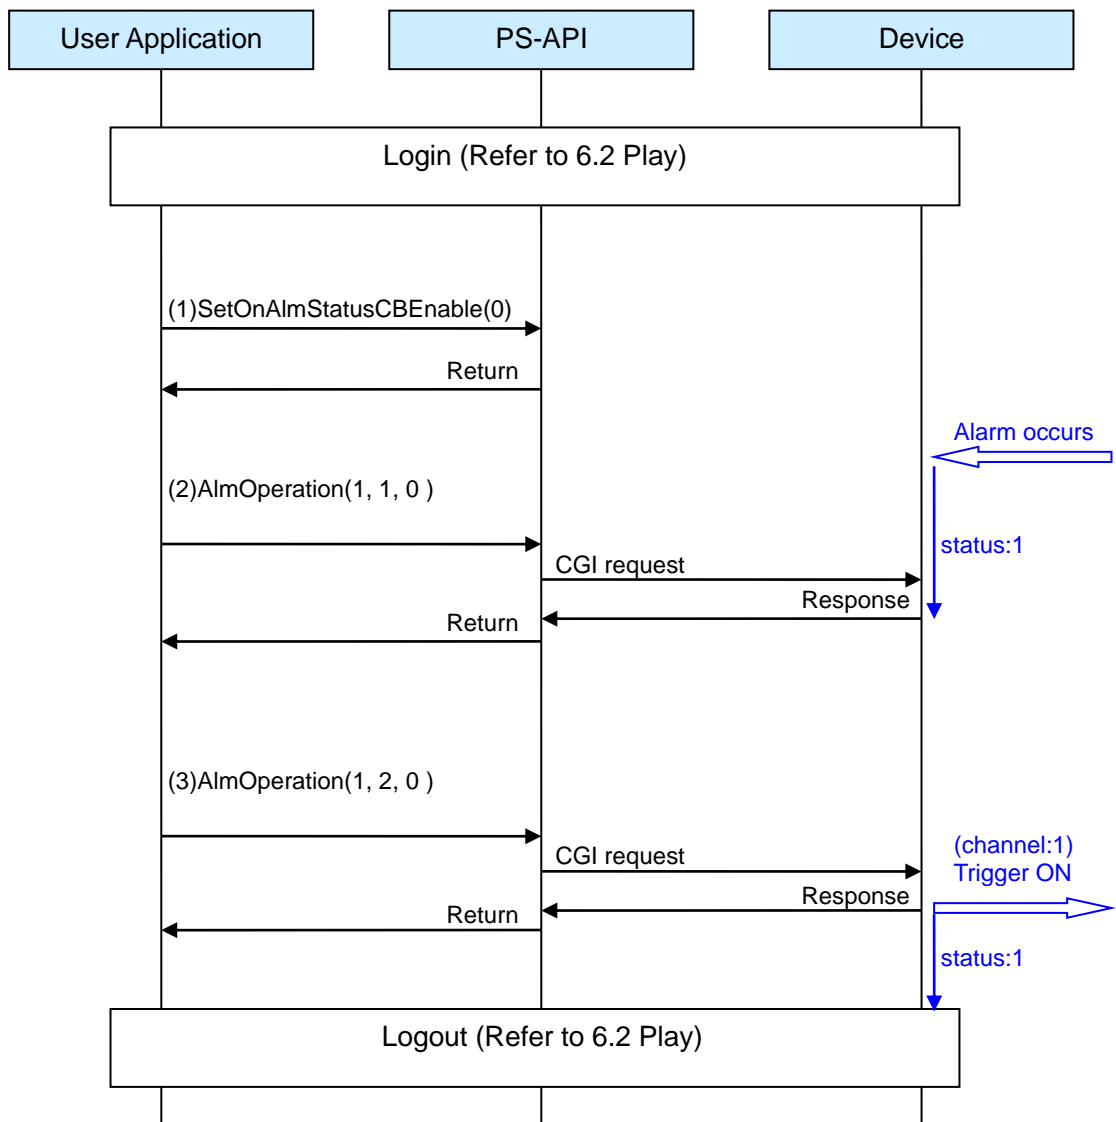 User Application
PS-API
Device
Login (Refer to 6.2 Play)
(1)SetOnAlmStatusCBEnable(0)
Return
Alarm occurs
(2)AlmOperation(1, 1, 0 )
status:1
CGI request
Response
Return
(3)AlmOperation(1, 2, 0 )
(channel:1)
Trigger ON
CGI request
Response
Return
status:1
Logout (Refer to 6.2 Play)